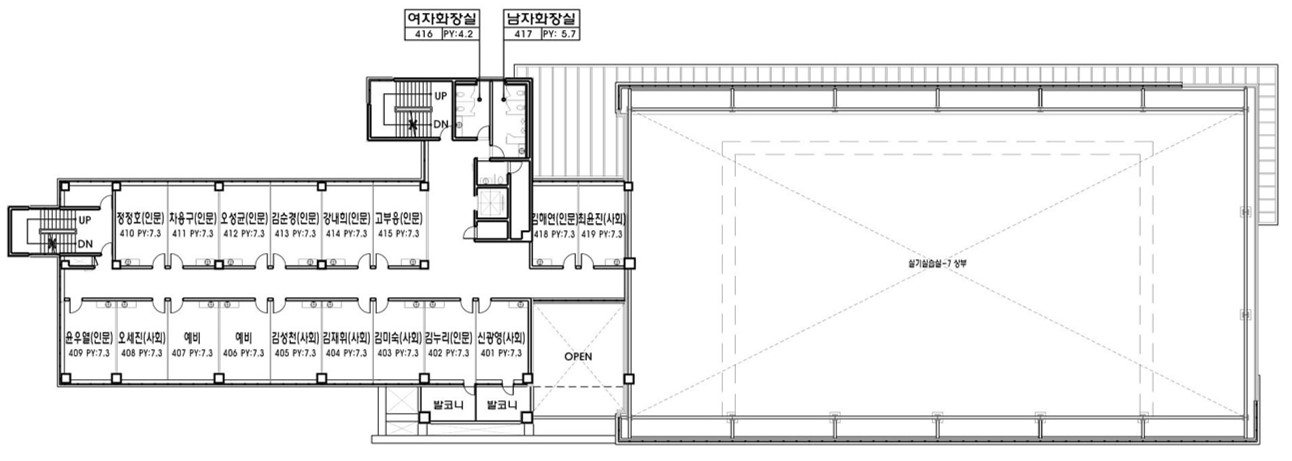 여자화장실
416 PY:4.2
남자화장실
417 PY: 5.7
UP
DN
UP
DN
정정호(인문)
410 PY:7.3
차용구(인문)
411 PY:7.3
오성균(인문)
412 PY:7.3
김순경(인문)
413 PY:7.3
강내희(인문)
414 PY:7.3
고부응(인문)
415 PY:7.3
김해연(인문)
418 PY:7.3
최윤진(사회)
419 PY:7.3
실기실습실-7 상부
윤우열(인문)
409 PY:7.3
오세진(사회)
408 PY:7.3
예비
407 PY:7.3
예비
406 PY:7.3
김성천(사회)
405 PY:7.3
김재휘(사회)
404 PY:7.3
김미숙(사회)
403 PY:7.3
김누리(인문)
402 PY:7.3
신광영(사회)
401 PY:7.3
OPEN
발코니
발코니